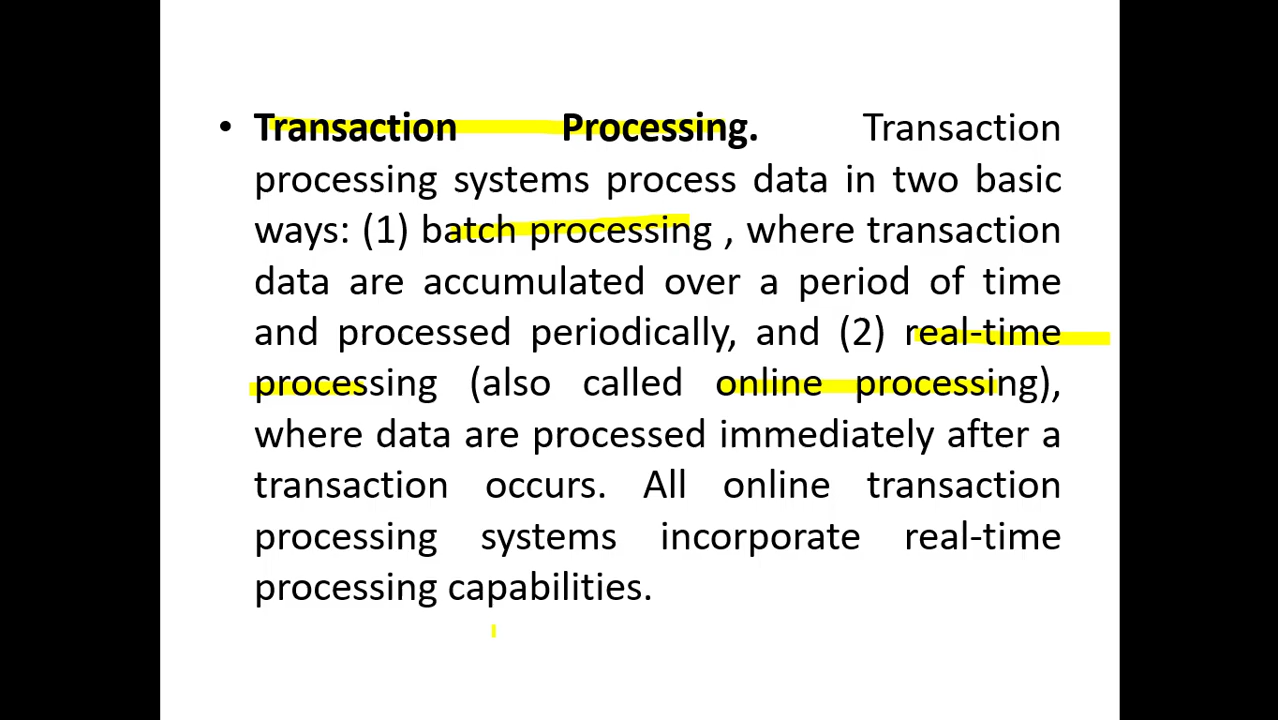 • Transaction Processing. Transaction
processing systems process data in two basic
ways: (1) batch processing , where transaction
data are accumulated over a period of time
and processed periodically, and (2) real-time
processing (also called online processing),
where data are processed immediately after a
transaction occurs. All online transaction
processing systems incorporate real-time
processing capabilities.